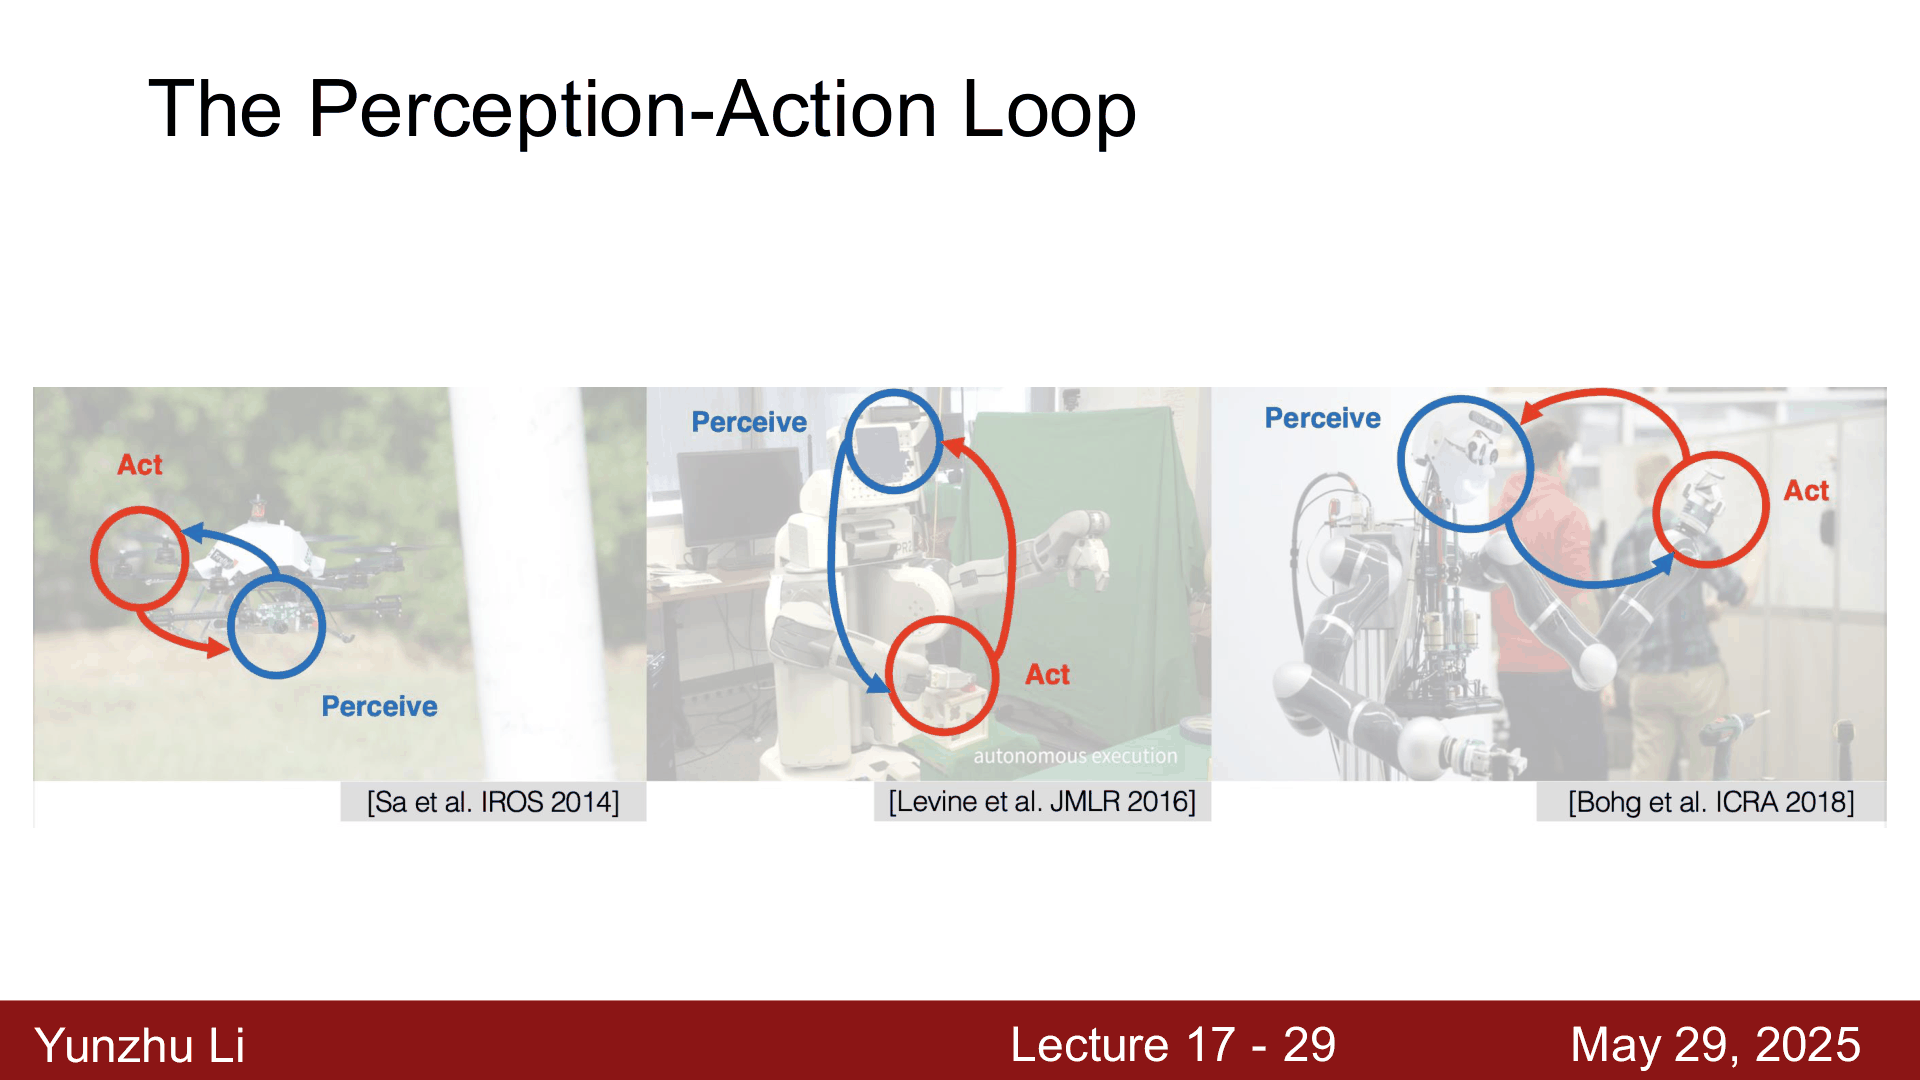 The Perception-Action Loop
Act
Perceive
[Sa et al. IROS 2014]
Perceive
Act
autonomous execution
[Levine et al. JMLR 2016]
Perceive
Act
[Bohg et al. ICRA 2018]
Yunzhu Li
Lecture 17 - 29
May 29, 2025